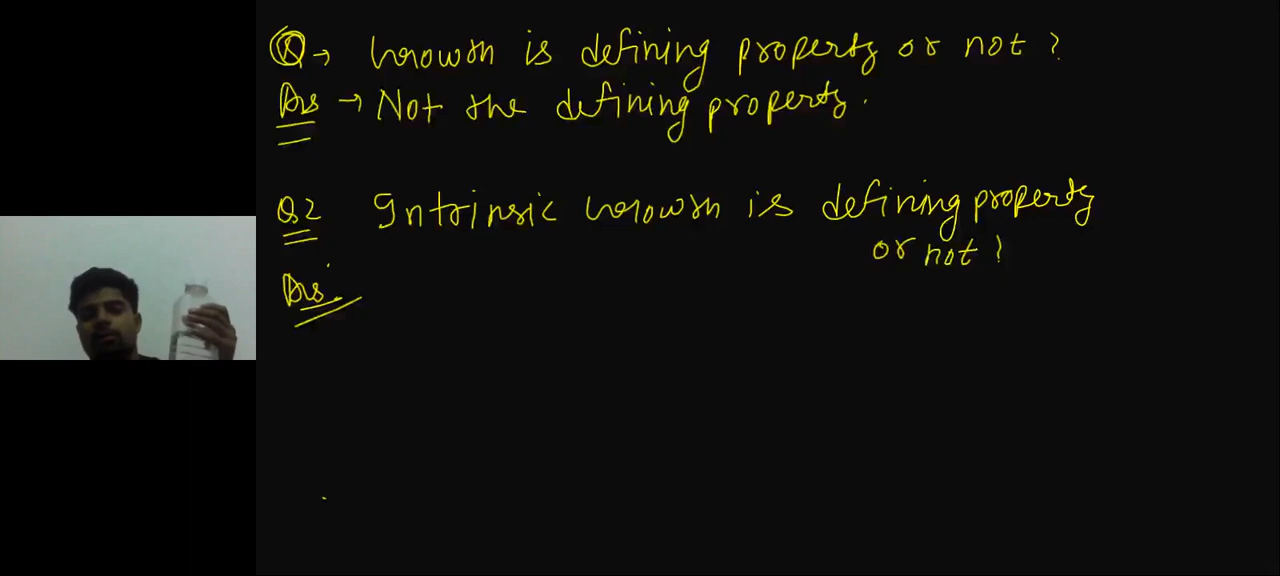 Q → Growth is defining property or not ?
Ans → Not the defining property.
Q2 Intrinsic Growth is defining property
or not ?
Ans.